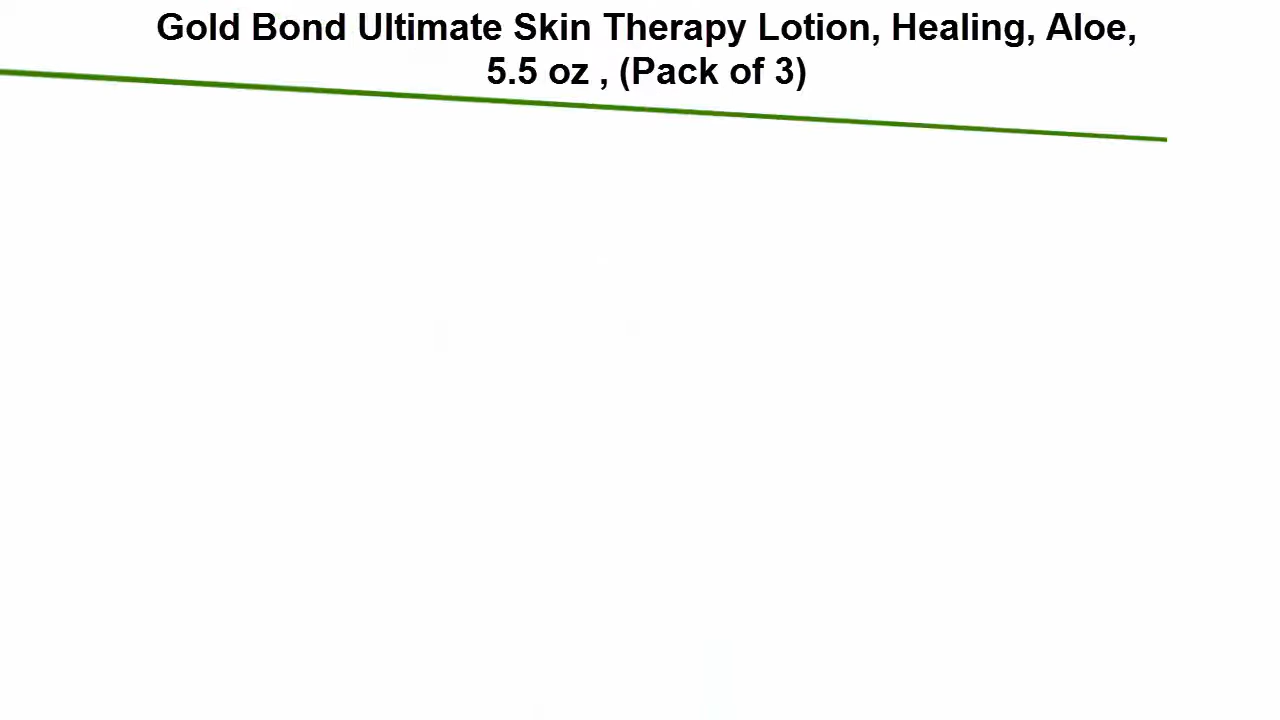 Gold Bond Ultimate Skin Therapy Lotion, Healing, Aloe,
5.5 oz , (Pack of 3)